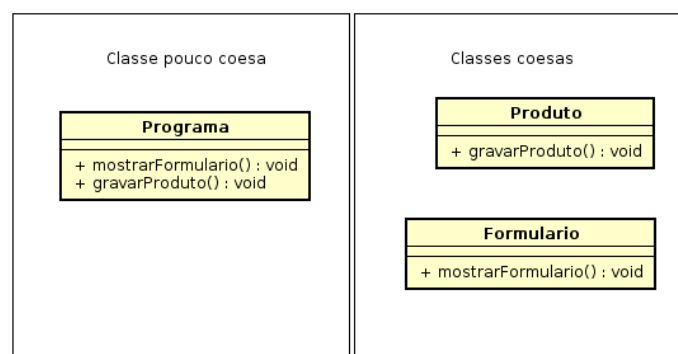 Classe pouco coesa
Programa
+ mostrarFormulario() : void
+ gravarProduto() : void
Classes coesas
Produto
+ gravarProduto() : void
Formulario
+ mostrarFormulario() : void